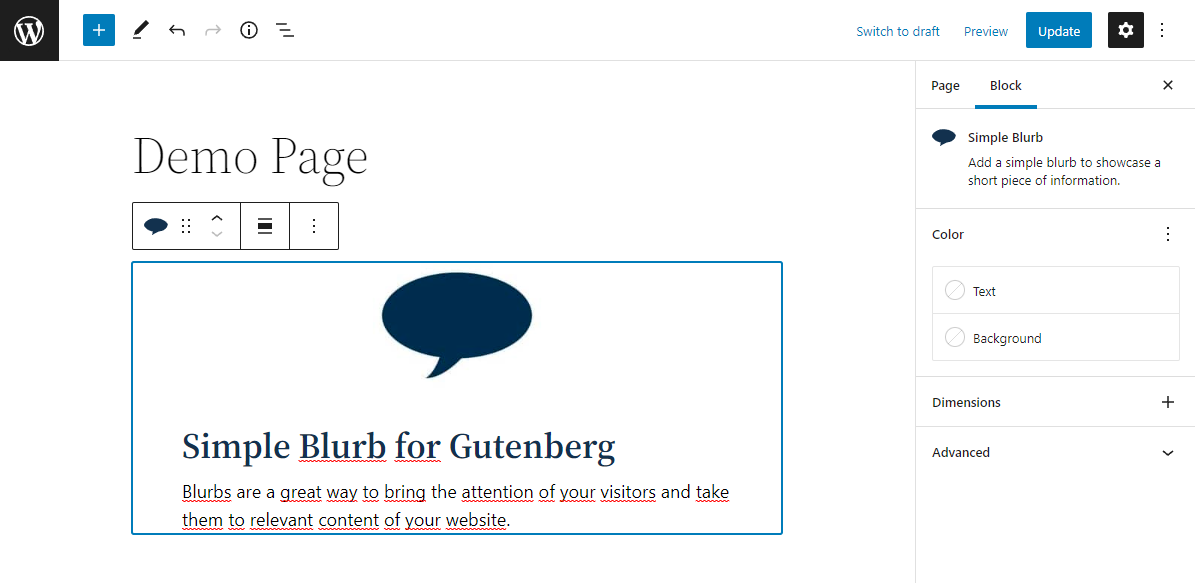 Switch to draft
Preview
Update
Page
Block
Demo Page
Simple Blurb
Add a simple blurb to showcase a
short piece of information.
Color
Text
Background
Dimensions
Advanced
Simple Blurb for Gutenberg
Blurbs are a great way to bring the attention of your visitors and take
them to relevant content of your website.